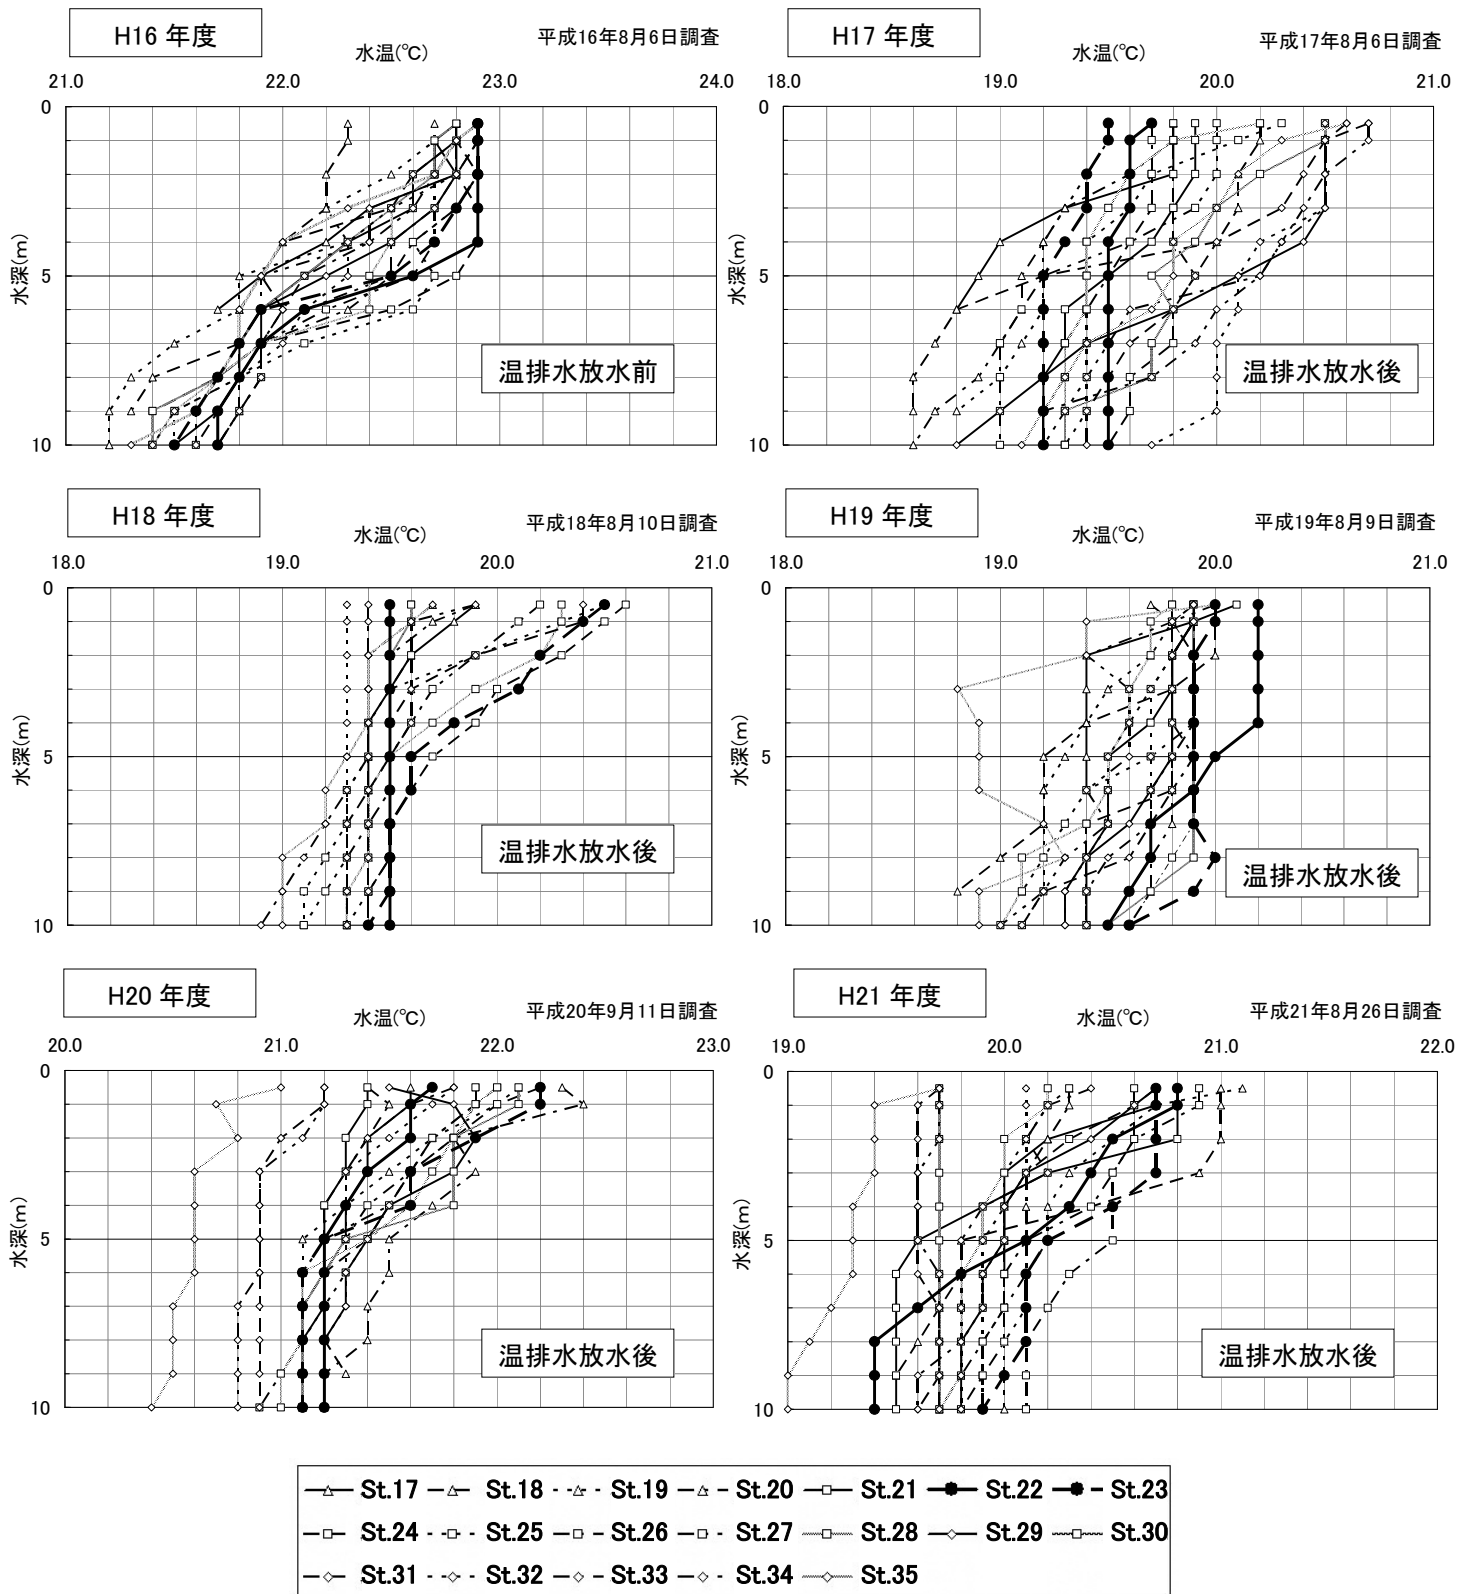 H16 年度
水温(℃)
平成16年8月6日調査
21.0 22.0 23.0 24.0
0
5
10
水深(m)
温排水放水前
H17 年度
水温(℃)
平成17年8月6日調査
18.0 19.0 20.0 21.0
0
5
10
水深(m)
温排水放水後
H18 年度
水温(℃)
平成18年8月10日調査
18.0 19.0 20.0 21.0
0
5
10
水深(m)
温排水放水後
H19 年度
水温(℃)
平成19年8月9日調査
18.0 19.0 20.0 21.0
0
5
10
水深(m)
温排水放水後
H20 年度
水温(℃)
平成20年9月11日調査
20.0 21.0 22.0 23.0
0
5
10
水深(m)
温排水放水後
H21 年度
水温(℃)
平成21年8月26日調査
19.0 20.0 21.0 22.0
0
5
10
水深(m)
温排水放水後
St.17 St.18 St.19 St.20 St.21 St.22 St.23
St.24 St.25 St.26 St.27 St.28 St.29 St.30
St.31 St.32 St.33 St.34 St.35